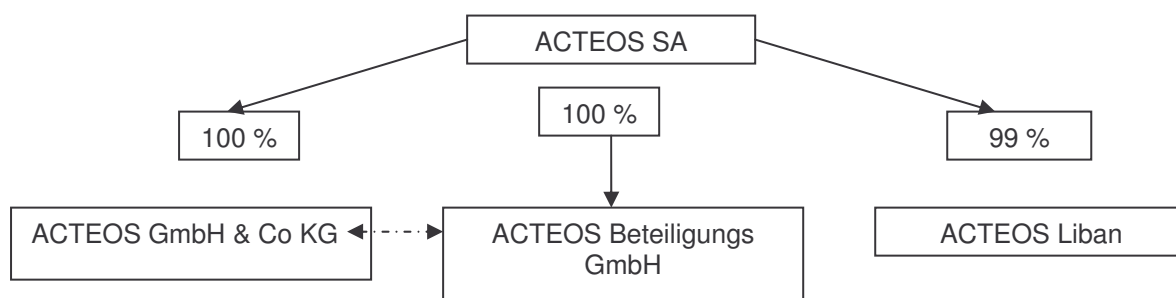 ACTEOS SA
100 %
100 %
99 %
ACTEOS GmbH & Co KG
ACTEOS Beteiligungs
GmbH
ACTEOS Liban